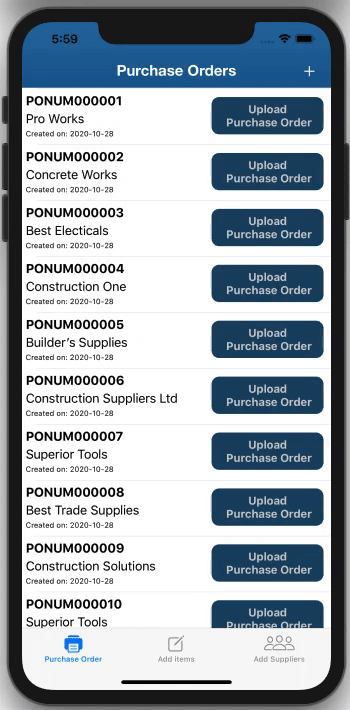 5:59
Purchase Orders +
PONUM000001
Pro Works
Created on: 2020-10-28
Upload
Purchase Order
PONUM000002
Concrete Works
Created on: 2020-10-28
Upload
Purchase Order
PONUM000003
Best Electicals
Created on: 2020-10-28
Upload
Purchase Order
PONUM000004
Construction One
Created on: 2020-10-28
Upload
Purchase Order
PONUM000005
Builder's Supplies
Created on: 2020-10-28
Upload
Purchase Order
PONUM000006
Construction Suppliers Ltd
Created on: 2020-10-28
Upload
Purchase Order
PONUM000007
Superior Tools
Created on: 2020-10-28
Upload
Purchase Order
PONUM000008
Best Trade Supplies
Created on: 2020-10-28
Upload
Purchase Order
PONUM000009
Construction Solutions
Created on: 2020-10-28
Upload
Purchase Order
PONUM000010
Superior Tools
Upload
Purchase Order
Purchase Order
Add items
Add Suppliers